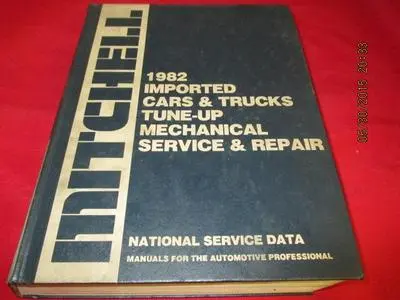 MITCHELL
1982
IMPORTED
CARS & TRUCKS
TUNE-UP
MECHANICAL
SERVICE & REPAIR
NATIONAL SERVICE DATA
MANUALS FOR THE AUTOMOTIVE PROFESSIONAL
05/30/2015 20:33